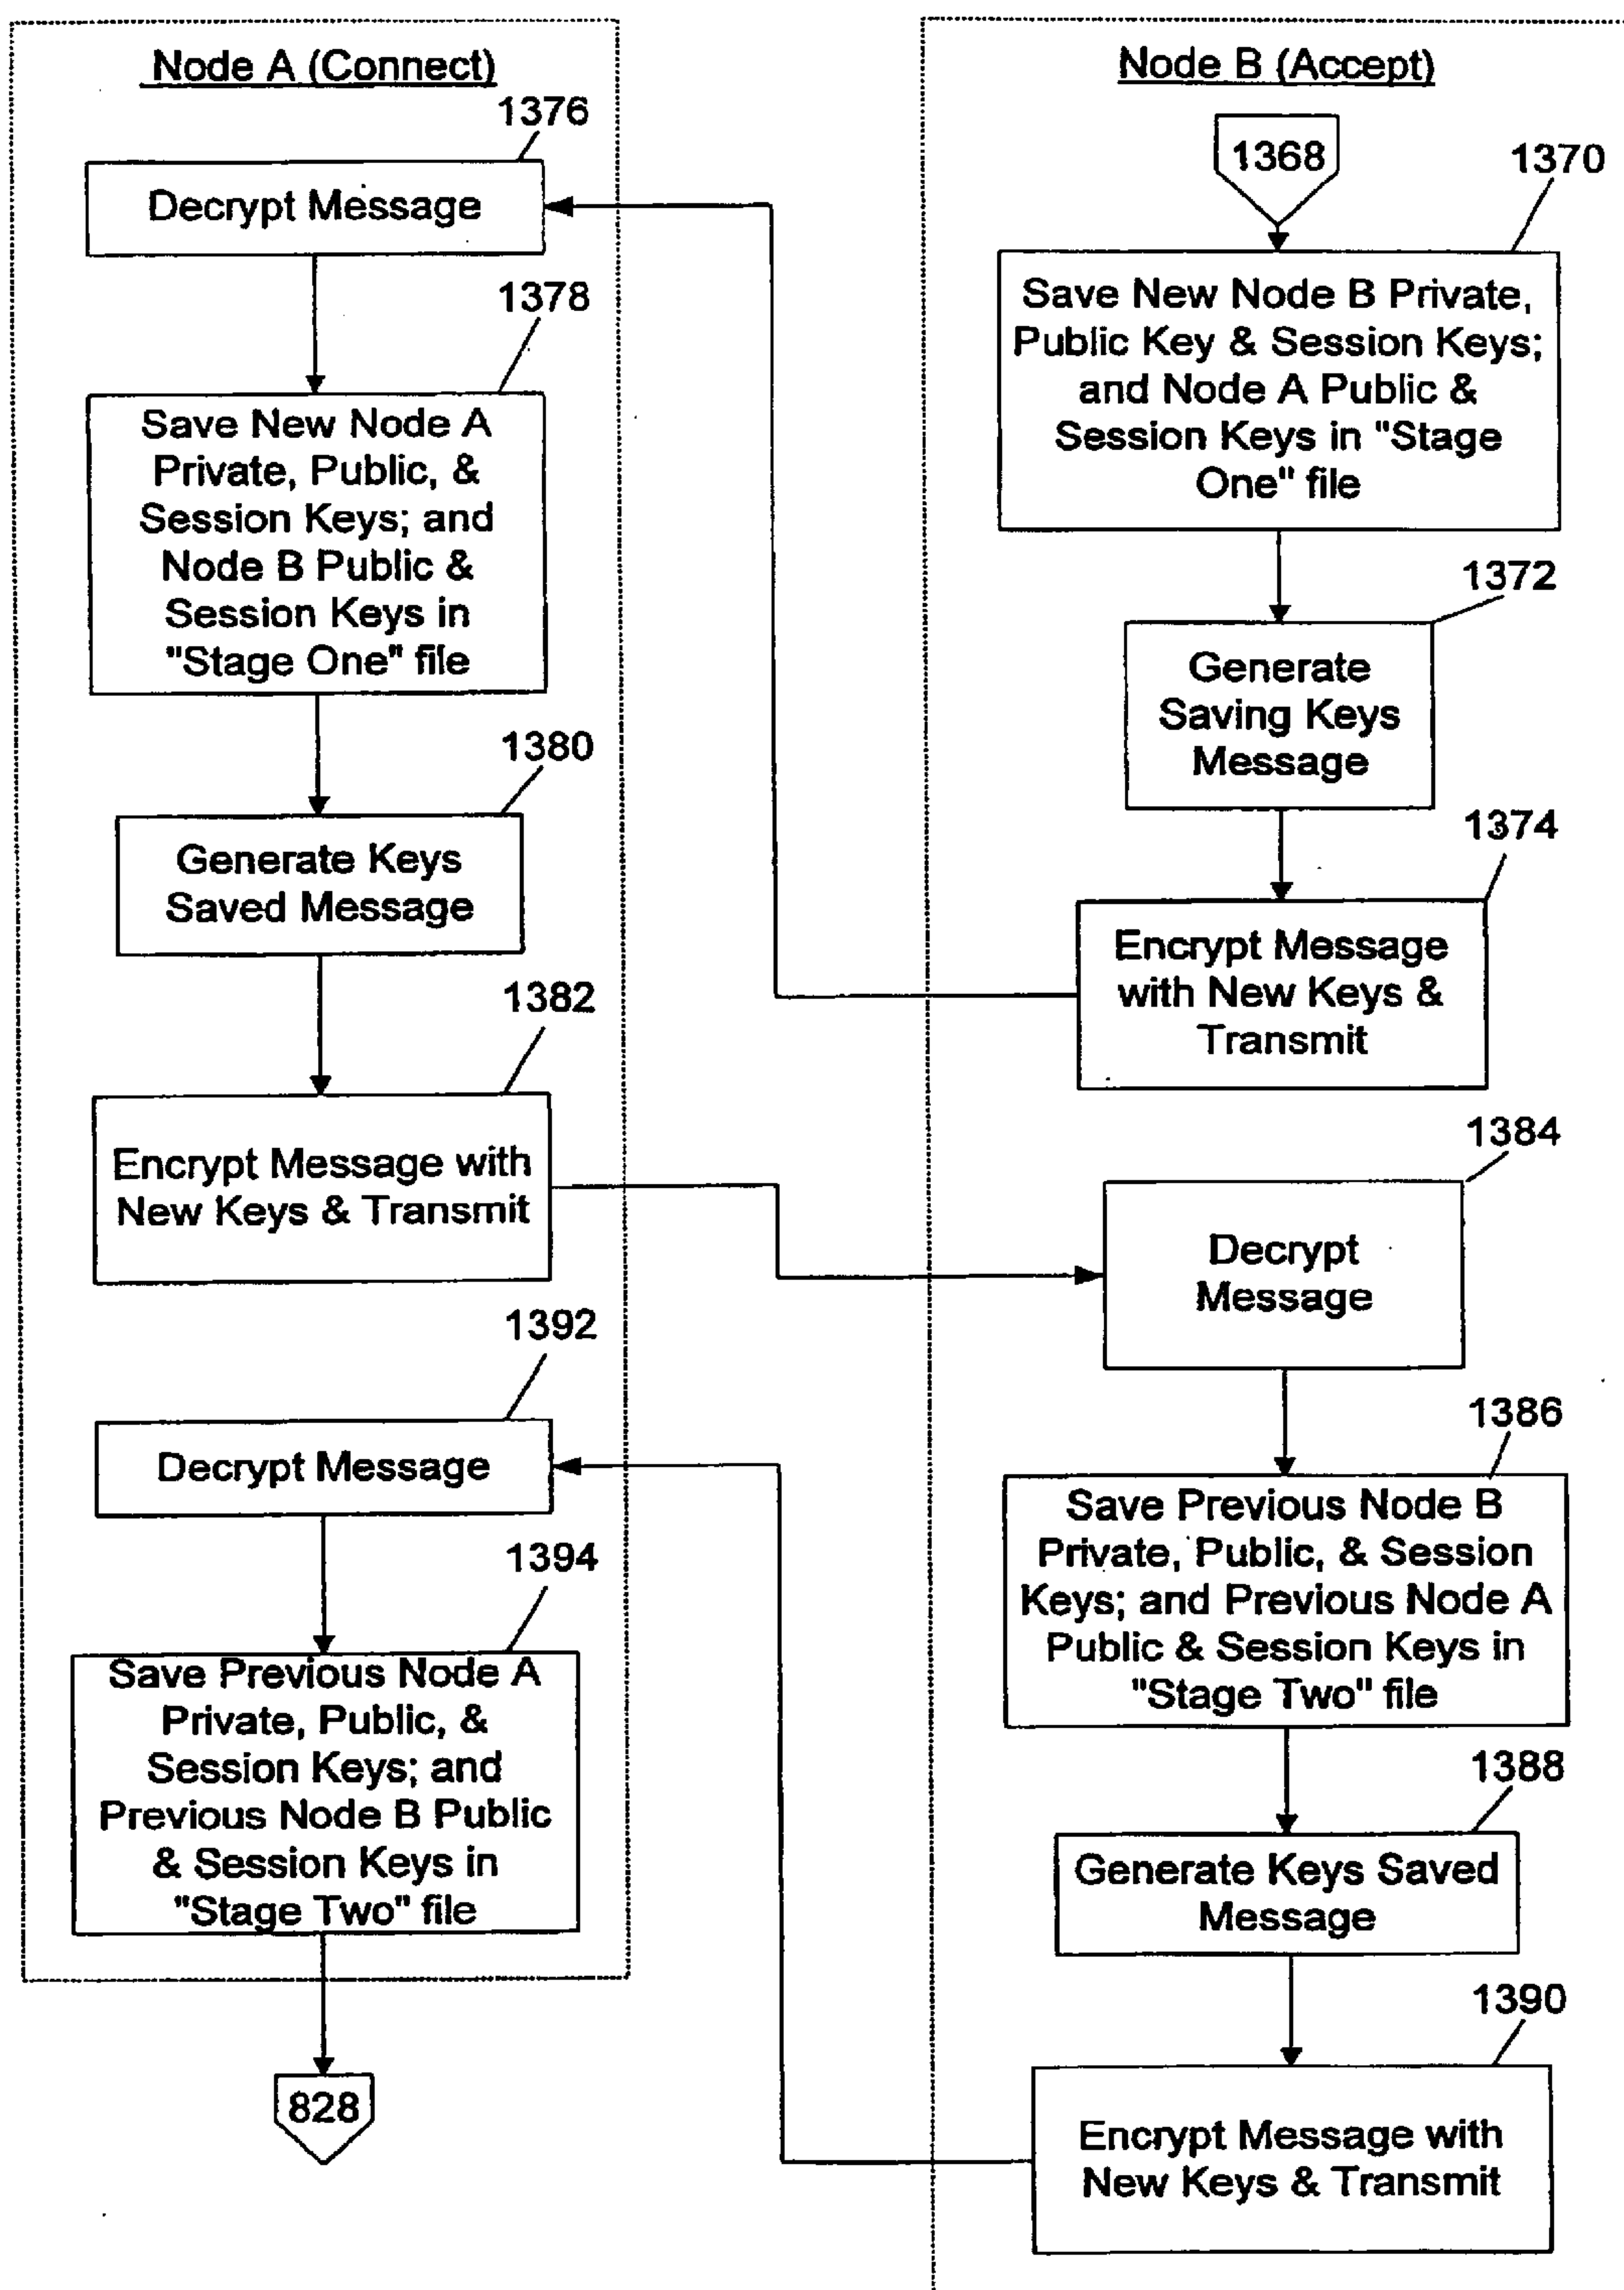 Node A (Connect)
1376
Decrypt Message
1378
Save New Node A
Private, Public, &
Session Keys; and
Node B Public &
Session Keys in
"Stage One" file
1380
Generate Keys
Saved Message
1382
Encrypt Message with
New Keys & Transmit
1392
Decrypt Message
1394
Save Previous Node A
Private, Public, &
Session Keys; and
Previous Node B Public
& Session Keys in
"Stage Two" file
828
Node B (Accept)
1368
1370
Save New Node B Private,
Public Key & Session Keys;
and Node A Public &
Session Keys in "Stage
One" file
1372
Generate
Saving Keys
Message
1374
Encrypt Message
with New Keys &
Transmit
1384
Decrypt
Message
1386
Save Previous Node B
Private, Public, & Session
Keys; and Previous Node A
Public & Session Keys in
"Stage Two" file
1388
Generate Keys Saved
Message
1390
Encrypt Message with
New Keys & Transmit